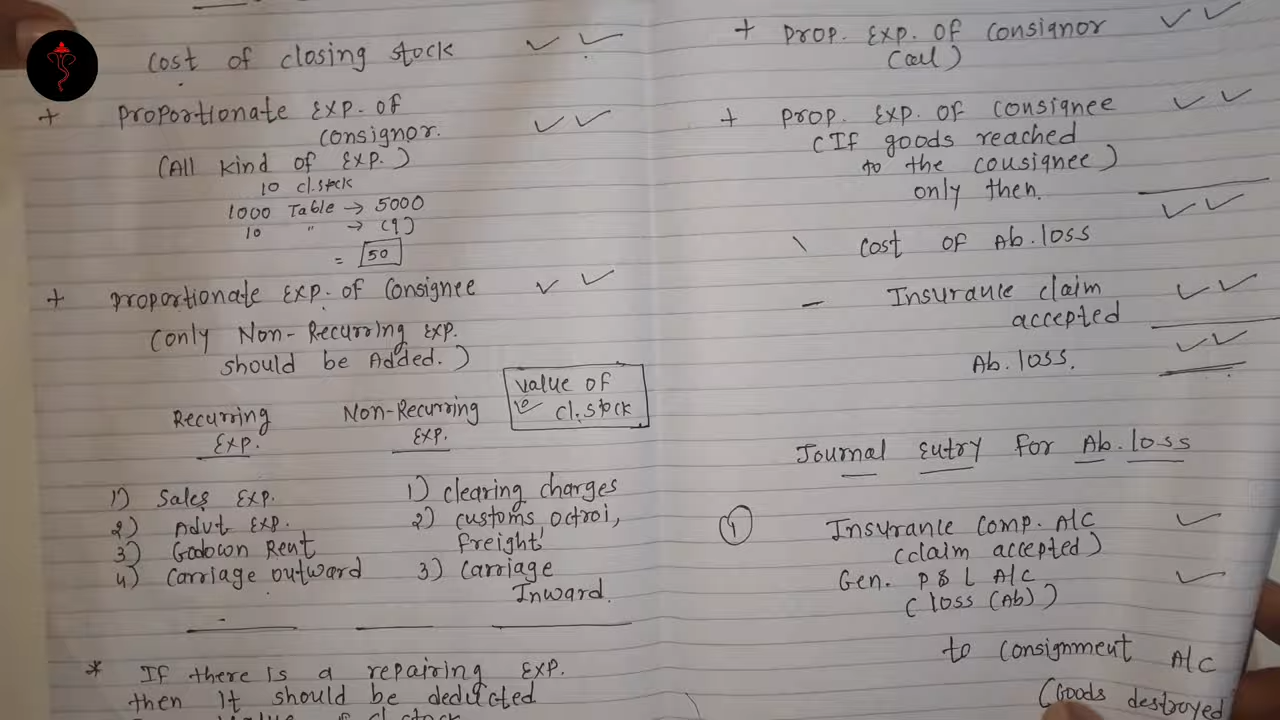 Cost of closing stock
+ Proportionate Exp. of
Consignor.
(All kind of Exp.)
10 cl.stock
1000 Table → 5000
10 " → (?)
= 50
+ Proportionate Exp. of Consignee
(only Non-Recurring Exp.
should be Added.)
value of
cl. stock
Recurring
Exp.
Non-Recurring
Exp.
1) Sales Exp.
2) Advt Exp.
3) Godown Rent
4) Carriage outward
1) clearing charges
2) customs, octroi,
freight
3) Carriage
Inward.
* If there is a repairing Exp.
then It should be deducted
+ Prop. Exp. of Consignor
(all)
+ Prop. Exp. of Consignee
(If goods reached
to the consignee)
only then.
Cost of Ab. loss
- Insurance claim
accepted
Ab. loss.
Journal Entry for Ab. loss
1 Insurance Comp. A/C
(claim accepted)
Gen. P & L A/C
(loss (Ab))
to consignment A/C
(Goods destroyed